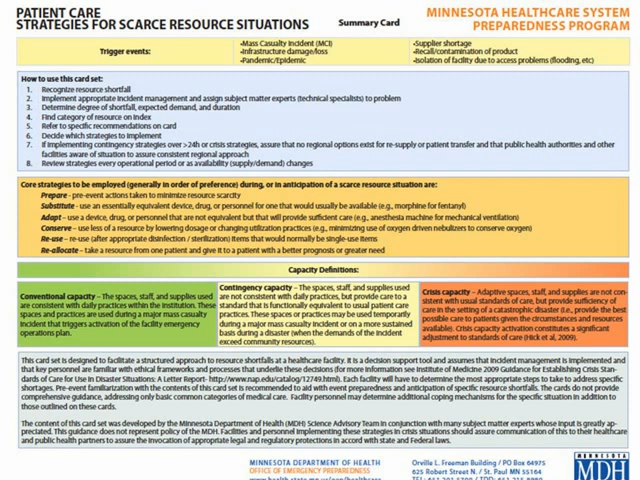 PATIENT CARE
STRATEGIES FOR SCARCE RESOURCE SITUATIONS
Summary Card
MINNESOTA HEALTHCARE SYSTEM
PREPAREDNESS PROGRAM
Trigger events:
•Mass Casualty Incident (MCI)
•Infrastructure damage/loss
•Pandemic/Epidemic
•Supplier shortage
•Recall/contamination of product
•Isolation of facility due to access problems (flooding, etc)
How to use this card set:
1. Recognize resource shortfall
2. Implement appropriate incident management and assign subject matter experts (technical specialists) to problem
3. Determine degree of shortfall, expected demand, and duration
4. Find category of resource on index
5. Refer to specific recommendations on card
6. Decide which strategies to implement
7. If implementing contingency strategies over >24h or crisis strategies, assure that no regional options exist for re-supply or patient transfer and that public health authorities and other
facilities aware of situation to assure consistent regional approach
8. Review strategies every operational period or as availability (supply/demand) changes
Core strategies to be employed (generally in order of preference) during, or in anticipation of a scarce resource situation are:
Prepare - pre-event actions taken to minimize resource scarcity
Substitute - use an essentially equivalent device, drug, or personnel for one that would usually be available (e.g., morphine for fentanyl)
Adapt – use a device, drug, or personnel that are not equivalent but that will provide sufficient care (e.g., anesthesia machine for mechanical ventilation)
Conserve – use less of a resource by lowering dosage or changing utilization practices (e.g., minimizing use of oxygen driven nebulizers to conserve oxygen)
Re-use – re-use (after appropriate disinfection / sterilization) items that would normally be single-use items
Re-allocate – take a resource from one patient and give it to a patient with a better prognosis or greater need
Capacity Definitions:
Conventional capacity – The spaces, staff, and supplies used
are consistent with daily practices within the institution. These
spaces and practices are used during a major mass casualty
incident that triggers activation of the facility emergency
operations plan.
Contingency capacity – The spaces, staff, and supplies used
are not consistent with daily practices, but provide care to a
standard that is functionally equivalent to usual patient care
practices. These spaces or practices may be used temporarily
during a major mass casualty incident or on a more sustained
basis during a disaster (when the demands of the incident
exceed community resources).
Crisis capacity – Adaptive spaces, staff, and supplies are not con-
sistent with usual standards of care, but provide sufficiency of
care in the setting of a catastrophic disaster (i.e., provide the best
possible care to patients given the circumstances and resources
available). Crisis capacity activation constitutes a significant
adjustment to standards of care (Hick et al, 2009).
This card set is designed to facilitate a structured approach to resource shortfalls at a healthcare facility. It is a decision support tool and assumes that incident management is implemented and
that key personnel are familiar with ethical frameworks and processes that underlie these decisions (for more information see Institute of Medicine 2009 Guidance for Establishing Crisis Stan-
dards of Care for Use in Disaster Situations: A Letter Report- http://www.nap.edu/catalog/12749.html). Each facility will have to determine the most appropriate steps to take to address specific
shortages. Pre-event familiarization with the contents of this card set is recommended to aid with event preparedness and anticipation of specific resource shortfalls. The cards do not provide
comprehensive guidance, addressing only basic common categories of medical care. Facility personnel may determine additional coping mechanisms for the specific situation in addition to
those outlined on these cards.
The content of this card set was developed by the Minnesota Department of Health (MDH) Science Advisory Team in conjunction with many subject matter experts whose input is greatly ap-
preciated. This guidance does not represent policy of the MDH. Facilities and personnel implementing these strategies in crisis situations should assure communication of this to their healthcare
and public health partners to assure the invocation of appropriate legal and regulatory protections in accord with State and Federal laws.
MINNESOTA DEPARTMENT OF HEALTH
OFFICE OF EMERGENCY PREPAREDNESS
Orville L. Freeman Building / PO Box 64975
625 Robert Street N. / St. Paul MN 55164
MINNESOTA
MDH